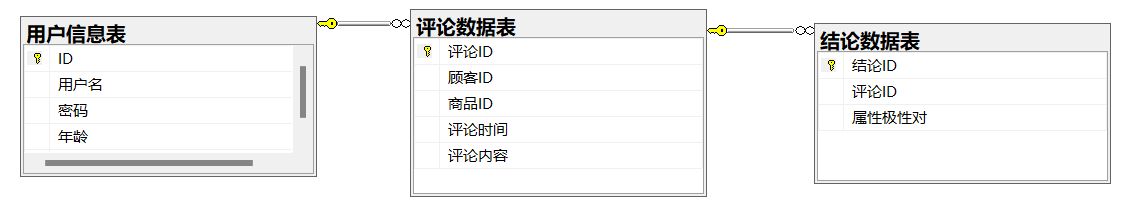 用户信息表
ID
用户名
密码
年龄
评论数据表
评论ID
顾客ID
商品ID
评论时间
评论内容
结论数据表
结论ID
评论ID
属性极性对